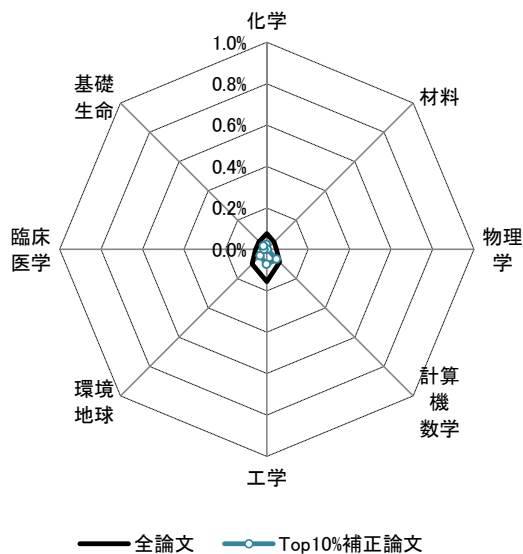 化学
1.0%
0.8%
0.6%
0.4%
0.2%
0.0%
材料
物理
学
計算
機
数学
工学
環境
地球
臨床
医学
基礎
生命
全論文
Top10%補正論文